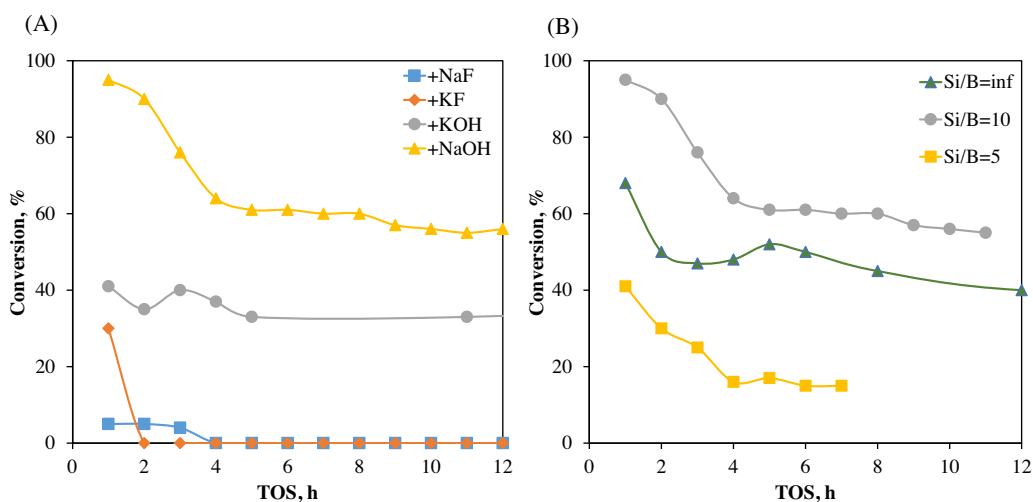 (A)
Conversion, %
100
80
60
40
20
0
0 2 4 6 8 10 12
TOS, h
+NaF
+KF
+KOH
+NaOH
(B)
Conversion, %
100
80
60
40
20
0
0 2 4 6 8 10 12
TOS, h
Si/B=inf
Si/B=10
Si/B=5